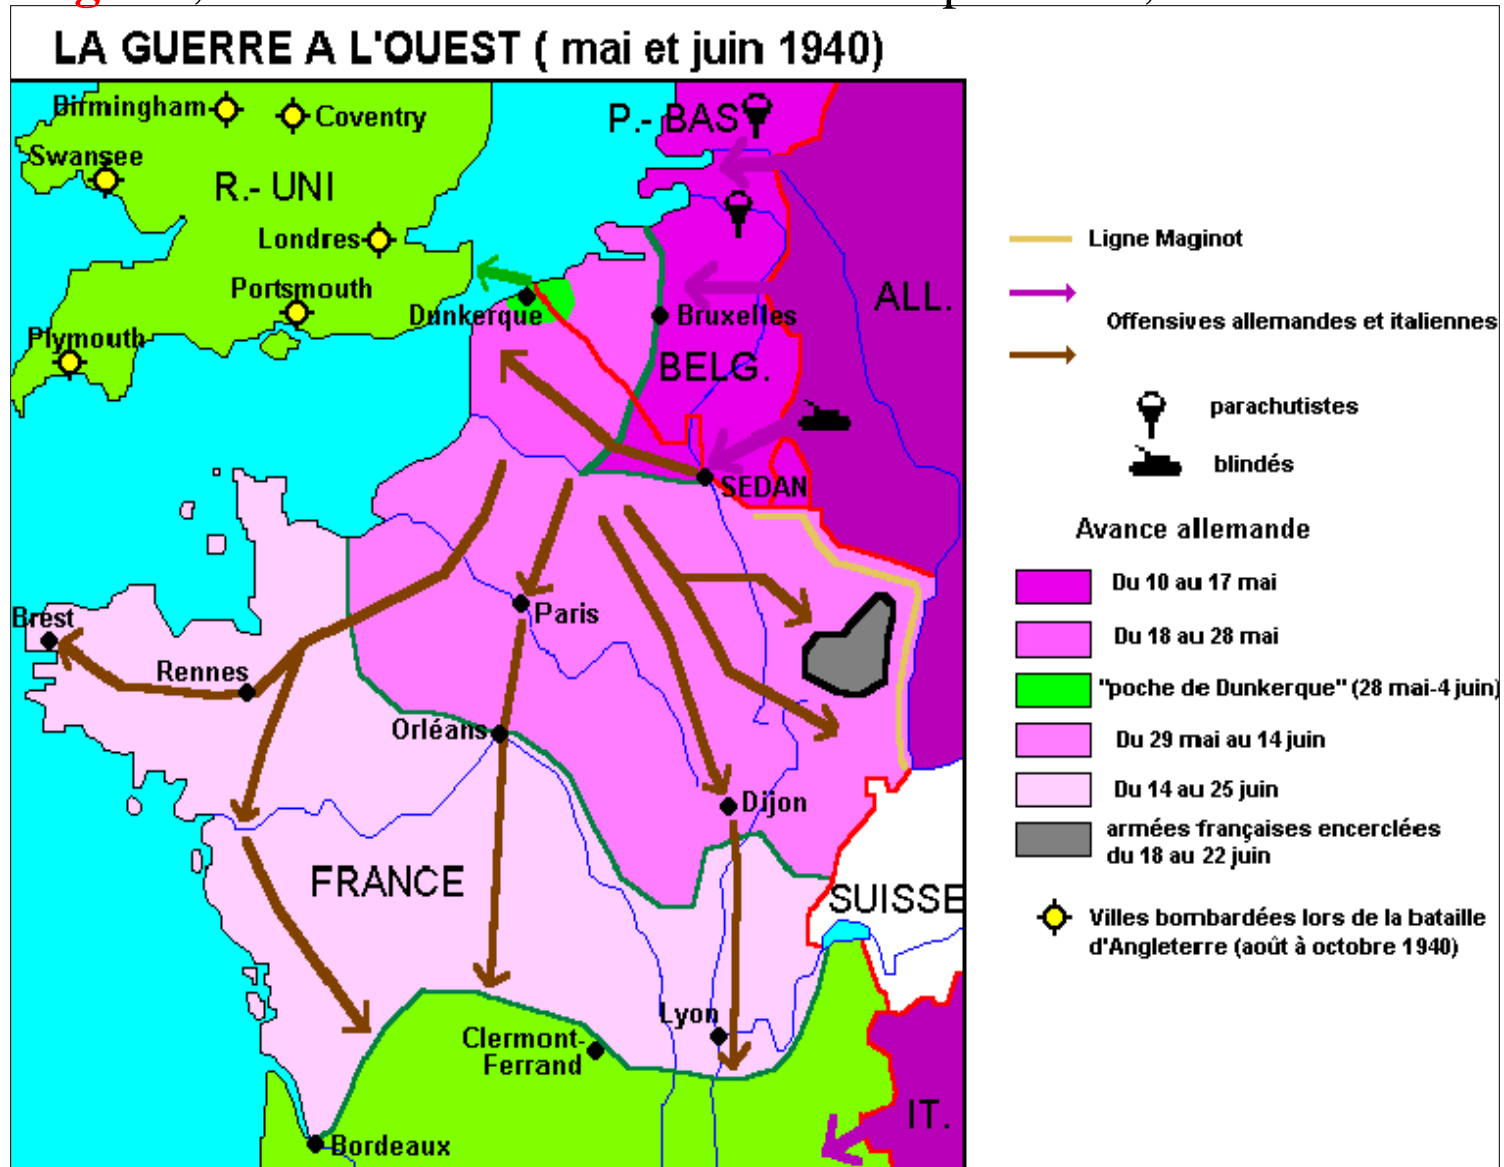 LA GUERRE A L'OUEST ( mai et juin 1940)
Birmingham
Coventry
P.- BAS
Swansee
R.- UNI
Londres
Portsmouth
Plymouth
Dunkerque
Bruxelles
ALL.
BELG.
SEDAN
Brest
Paris
Rennes
Orléans
Dijon
FRANCE
SUISSE
Lyon
Clermont-
Ferrand
IT.
Bordeaux
Ligne Maginot
Offensives allemandes et italiennes
parachutistes
blindés
Avance allemande
Du 10 au 17 mai
Du 18 au 28 mai
"poche de Dunkerque" (28 mai-4 juin)
Du 29 mai au 14 juin
Du 14 au 25 juin
armées françaises encerclées
du 18 au 22 juin
Villes bombardées lors de la bataille
d'Angleterre (août à octobre 1940)